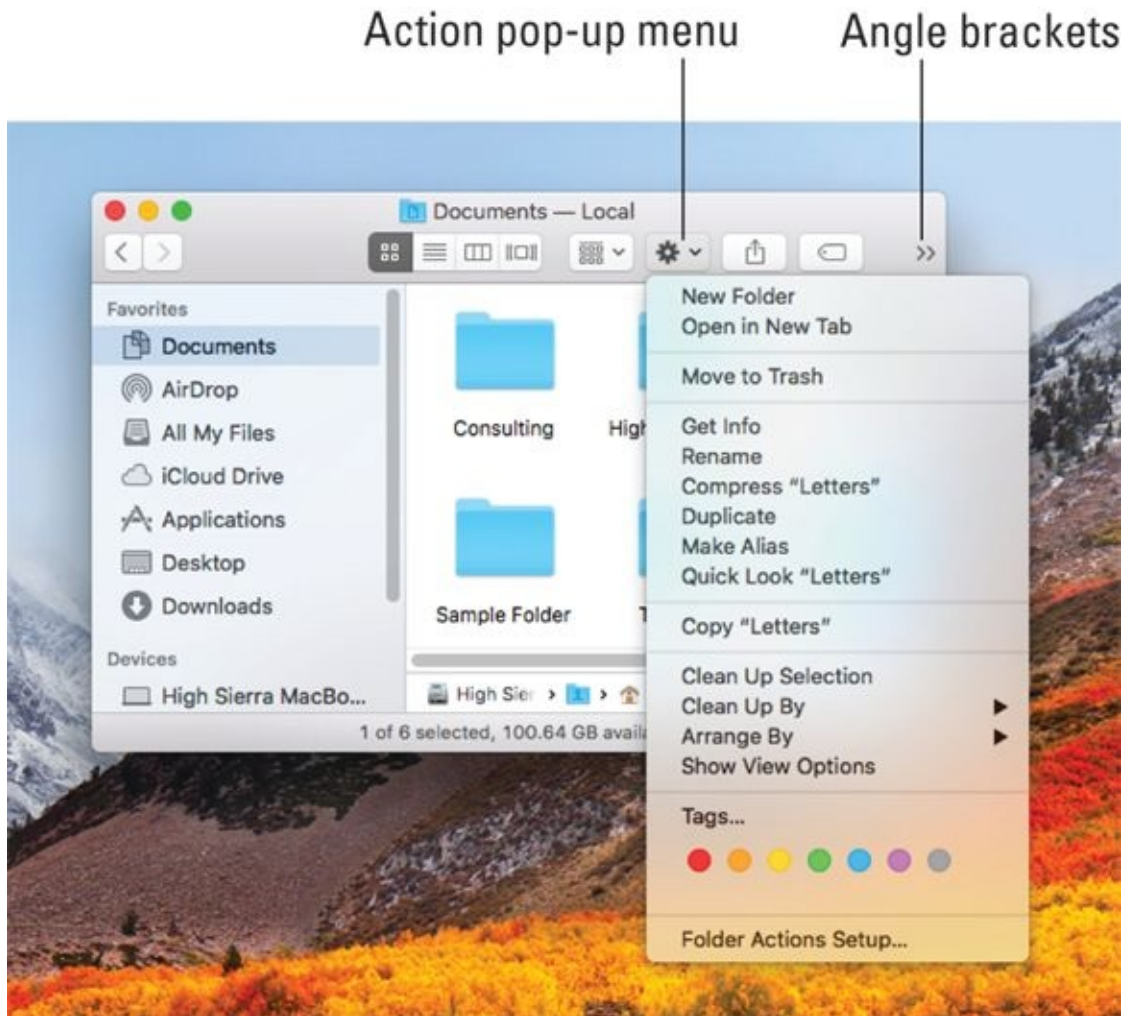 Action pop-up menu Angle brackets
Documents — Local
Favorites
Documents
AirDrop
All My Files
iCloud Drive
Applications
Desktop
Downloads
Devices
High Sierra MacBo...
Consulting High
Sample Folder T
High Sier
1 of 6 selected, 100.64 GB availa
New Folder
Open in New Tab
Move to Trash
Get Info
Rename
Compress “Letters”
Duplicate
Make Alias
Quick Look “Letters”
Copy “Letters”
Clean Up Selection
Clean Up By
Arrange By
Show View Options
Tags...
Folder Actions Setup...